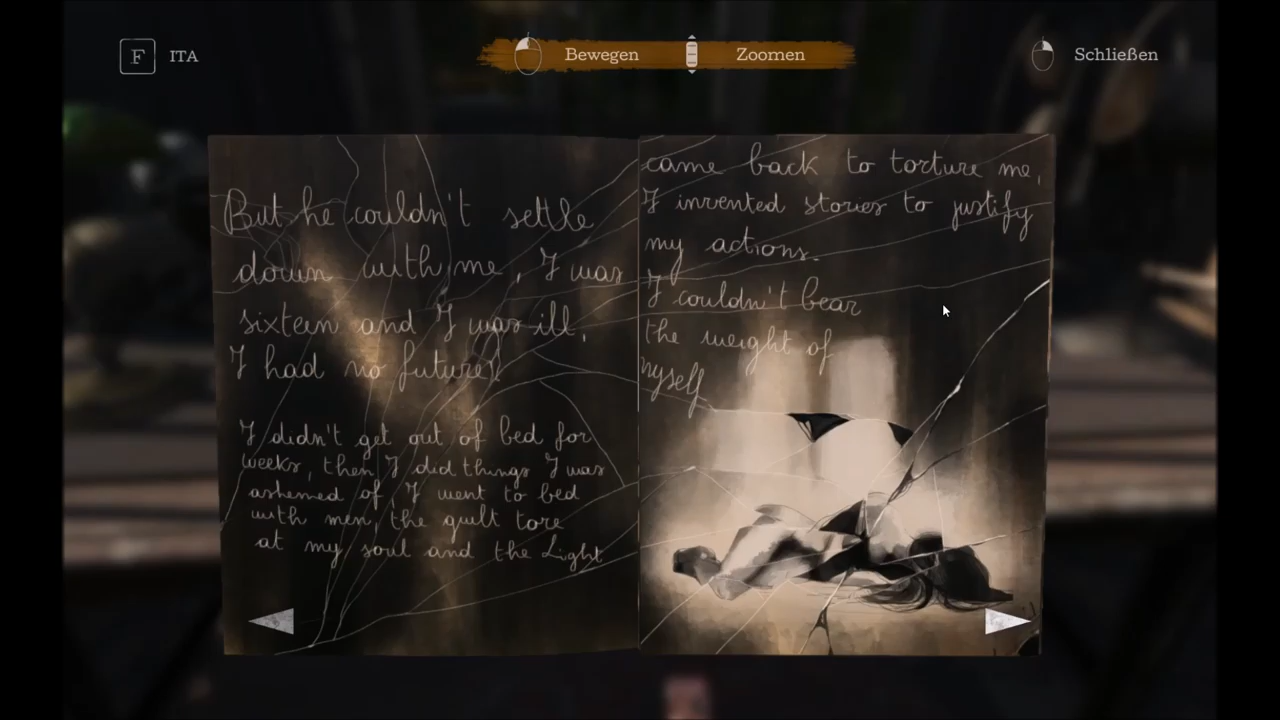 F ITA
Bewegen
Zoomen
Schließen
But he couldn't settle
down with me, I was
sixteen and I was ill,
I had no future!
I didn't get out of bed for
weeks, then I did things I was
ashemed of, I went to bed
with men, the guilt tore
at my soul and the Light
came back to torture me,
I invented stories to justify
my actions.
I couldn't bear
the weight of
myself